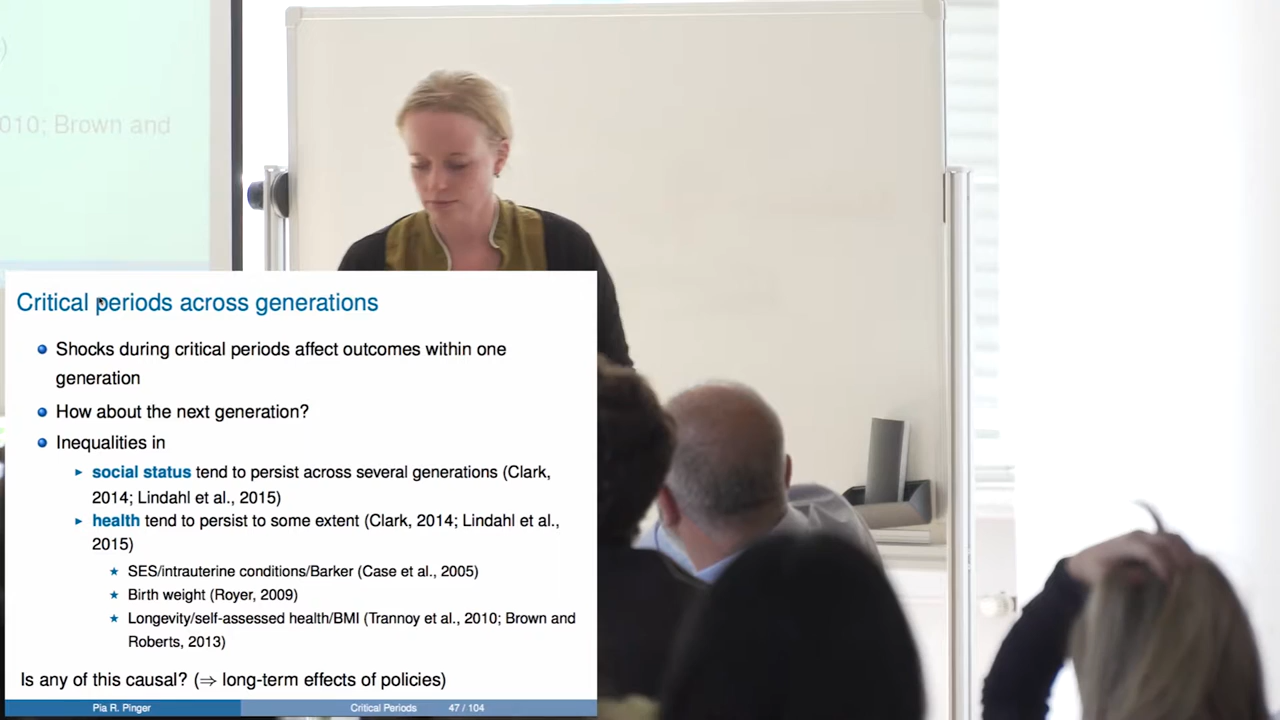 010; Brown and
Critical periods across generations
Shocks during critical periods affect outcomes within one
generation
How about the next generation?
Inequalities in
social status tend to persist across several generations (Clark,
2014; Lindahl et al., 2015)
health tend to persist to some extent (Clark, 2014; Lindahl et al.,
2015)
SES/intrauterine conditions/Barker (Case et al., 2005)
Birth weight (Royer, 2009)
Longevity/self-assessed health/BMI (Trannoy et al., 2010; Brown and
Roberts, 2013)
Is any of this causal? (⇒ long-term effects of policies)
Pia R. Pinger Critical Periods 47 / 104